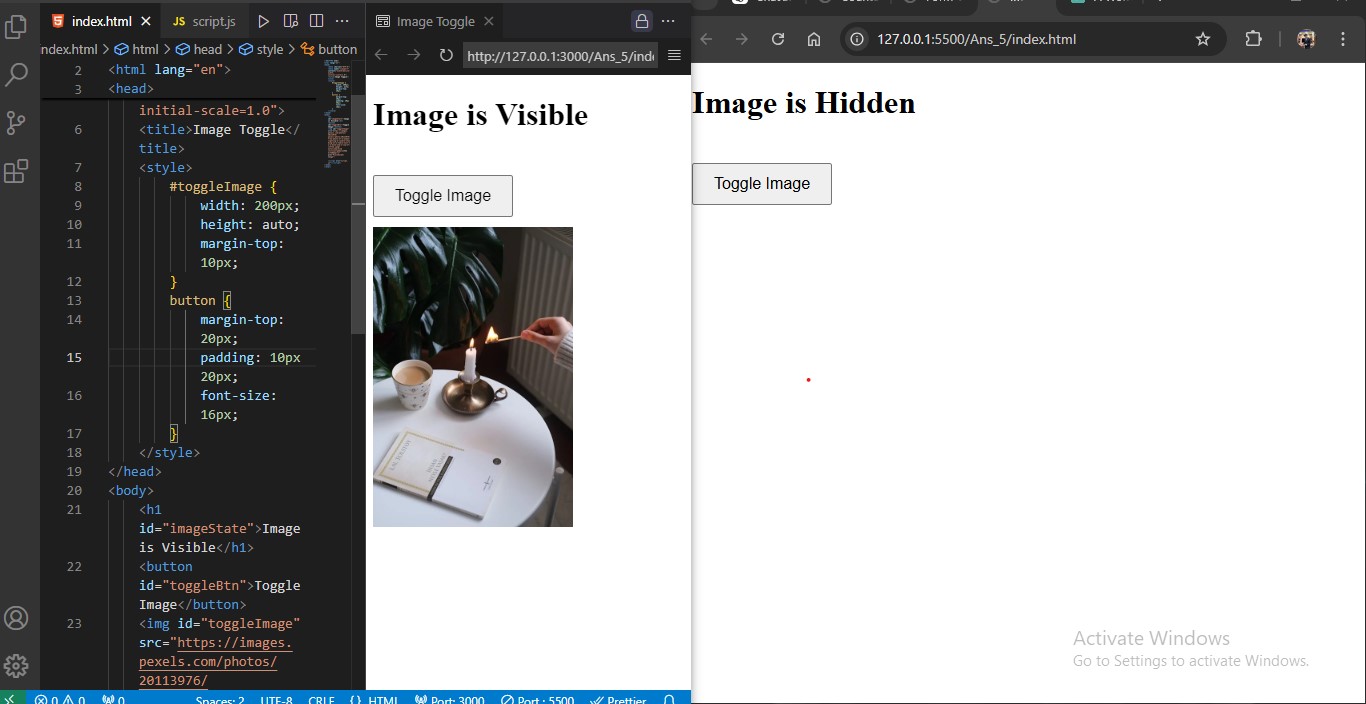 index.html
JS script.js
ndex.html > html > head > style > button
2 <html lang="en">
3 <head>
initial-scale=1.0">
6 <title>Image Toggle</
title>
7 <style>
8 #toggleImage {
9 width: 200px;
10 height: auto;
11 margin-top:
10px;
12 }
13 button {
14 margin-top:
20px;
15 padding: 10px
20px;
16 font-size:
16px;
17 }
18 </style>
19 </head>
20 <body>
21 <h1
id="imageState">Image
is Visible</h1>
22 <button
id="toggleBtn">Toggle
Image</button>
23 <img id="toggleImage"
src="https://images.
pexels.com/photos/
20113976/
0 0 0 Spaces: 2 UTF-8 CRLF {} HTML Port: 3000 Port : 5500 Prettier
Image Toggle
http://127.0.0.1:3000/Ans_5/inde
Image is Visible
Toggle Image
127.0.0.1:5500/Ans_5/index.html
Image is Hidden
Toggle Image
Activate Windows
Go to Settings to activate Windows.